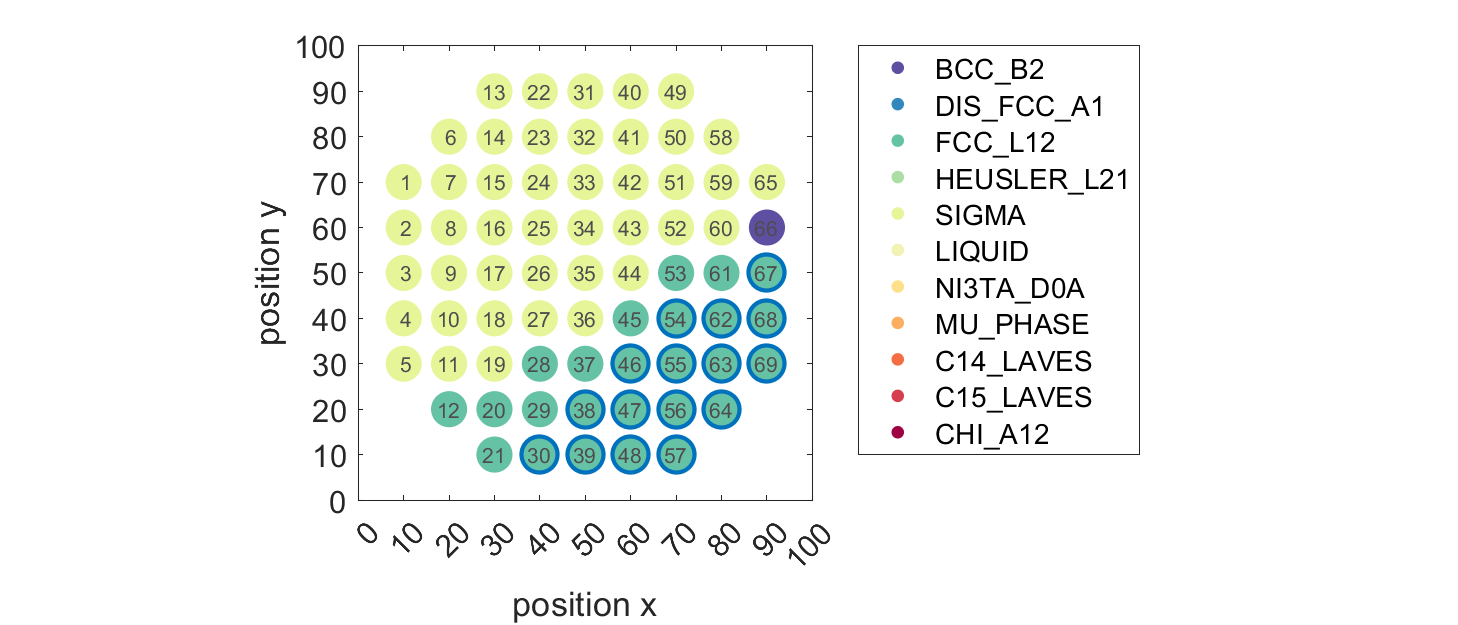 100
90 13 22 31 40 49
80 6 14 23 32 41 50 58
70 1 7 15 24 33 42 51 59 65
60 2 8 16 25 34 43 52 60 66
50 3 9 17 26 35 44 53 61 67
40 4 10 18 27 36 45 54 62 68
30 5 11 19 28 37 46 55 63 69
20 12 20 29 38 47 56 64
10 21 30 39 48 57
0
0 10 20 30 40 50 60 70 80 90 100
position x
position y
BCC_B2
DIS_FCC_A1
FCC_L12
HEUSLER_L21
SIGMA
LIQUID
NI3TA_D0A
MU_PHASE
C14_LAVES
C15_LAVES
CHI_A12